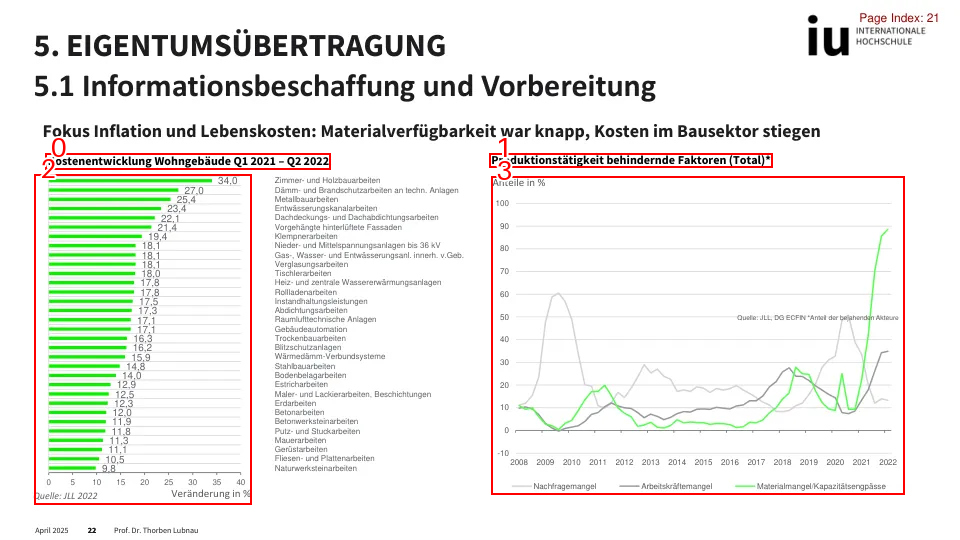 Page Index: 21
iu INTERNATIONALE
HOCHSCHULE
5. EIGENTUMSÜBERTRAGUNG
5.1 Informationsbeschaffung und Vorbereitung
Fokus Inflation und Lebenskosten: Materialverfügbarkeit war knapp, Kosten im Bausektor stiegen
0
Kostenentwicklung Wohngebäude Q1 2021 – Q2 2022
2
34,0 Zimmer- und Holzbauarbeiten
27,0 Dämm- und Brandschutzarbeiten an techn. Anlagen
25,4 Metallbauarbeiten
23,4 Entwässerungskanalarbeiten
22,1 Dachdeckungs- und Dachabdichtungsarbeiten
21,4 Vorgehängte hinterlüftete Fassaden
19,4 Klempnerarbeiten
18,1 Nieder- und Mittelspannungsanlagen bis 36 kV
18,1 Gas-, Wasser- und Entwässerungsanl. innerh. v.Geb.
18,1 Verglasungsarbeiten
18,0 Tischlerarbeiten
17,8 Heiz- und zentrale Wassererwärmungsanlagen
17,8 Rollladenarbeiten
17,5 Instandhaltungsleistungen
17,3 Abdichtungsarbeiten
17,1 Raumlufttechnische Anlagen
17,1 Gebäudeautomation
16,3 Trockenbauarbeiten
16,2 Blitzschutzanlagen
15,9 Wärmedämm-Verbundsysteme
14,8 Stahlbauarbeiten
14,0 Bodenbelagarbeiten
12,9 Estricharbeiten
12,5 Maler- und Lackierarbeiten. Beschichtungen
12,3 Erdarbeiten
12,0 Betonarbeiten
11,9 Betonwerksteinarbeiten
11,8 Putz- und Stuckarbeiten
11,3 Mauerarbeiten
11,1 Gerüstarbeiten
10,5 Fliesen- und Plattenarbeiten
9,8 Naturwerksteinarbeiten
0 5 10 15 20 25 30 35 40
Quelle: JLL 2022 Veränderung in %
1
Produktionstätigkeit behindernde Faktoren (Total)*
3
Anteile in %
100
90
80
70
60
50
Quelle: JLL, DG ECFIN *Anteil der bejahenden Akteure
40
30
20
10
0
-10
2008 2009 2010 2011 2012 2013 2014 2015 2016 2017 2018 2019 2020 2021 2022
Nachfragemangel Arbeitskräftemangel Materialmangel/Kapazitätsengpässe
April 2025 22 Prof. Dr. Thorben Lubnau